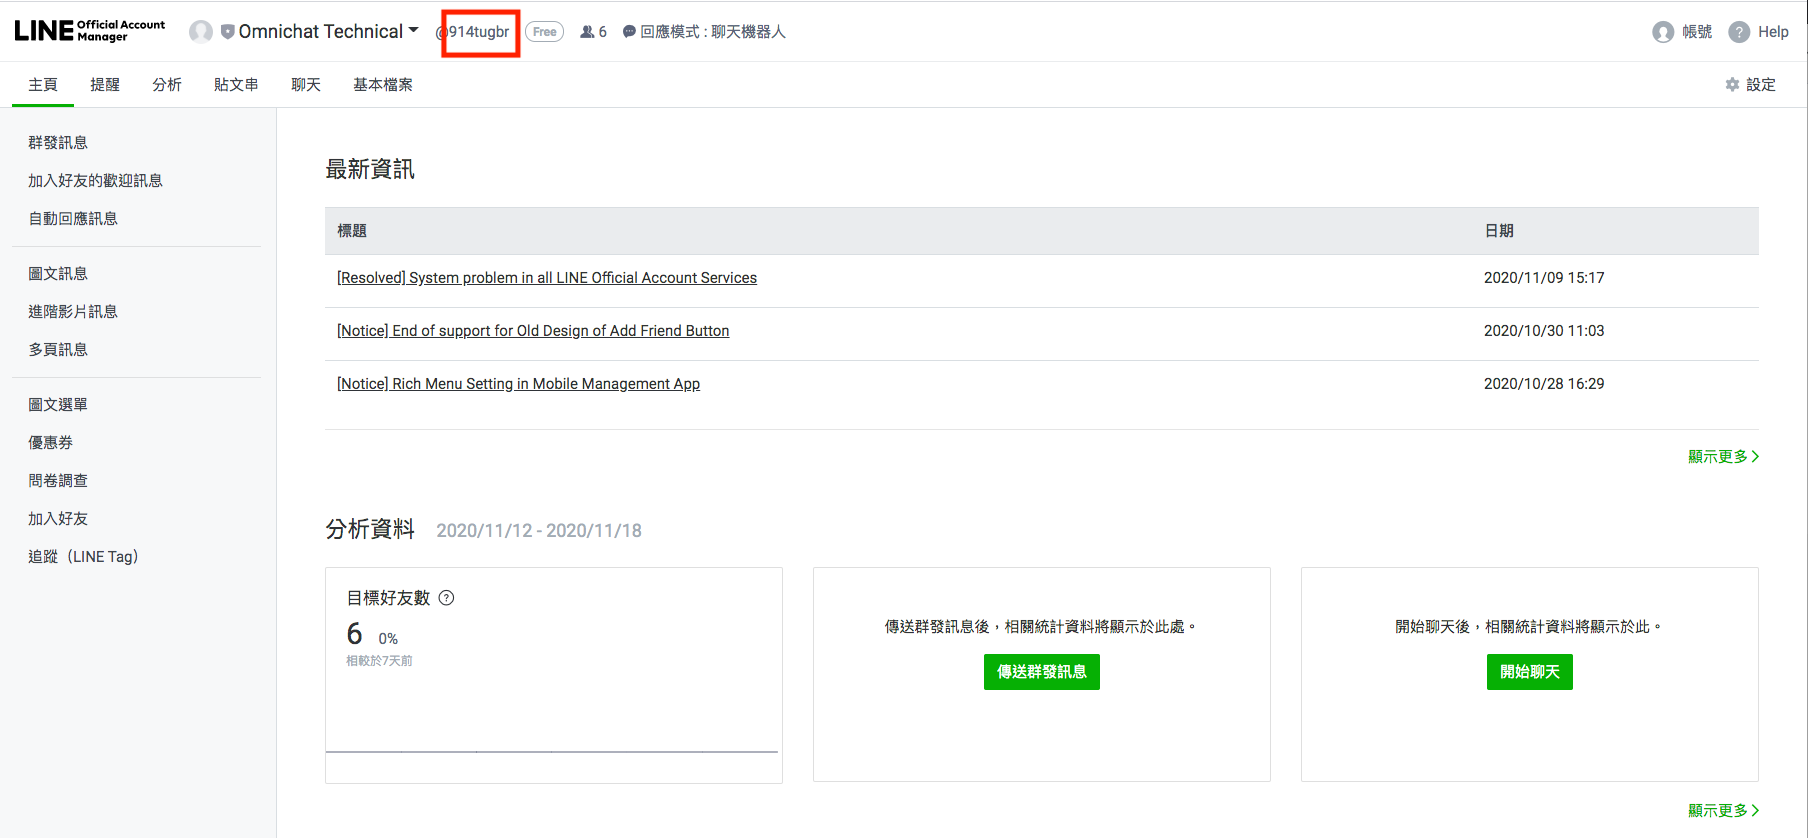 LINE Official Account Manager
Omnichat Technical @914tugbr Free 6 回應模式 : 聊天機器人 帳號 ? Help
主頁 提醒 分析 貼文串 聊天 基本檔案 設定
群發訊息
加入好友的歡迎訊息
自動回應訊息
圖文訊息
進階影片訊息
多頁訊息
圖文選單
優惠券
問卷調查
加入好友
追蹤（LINE Tag）
最新資訊
標題 日期
[Resolved] System problem in all LINE Official Account Services 2020/11/09 15:17
[Notice] End of support for Old Design of Add Friend Button 2020/10/30 11:03
[Notice] Rich Menu Setting in Mobile Management App 2020/10/28 16:29
顯示更多
分析資料 2020/11/12 - 2020/11/18
目標好友數 ?
6 0%
相較於7天前
傳送群發訊息後，相關統計資料將顯示於此處。
傳送群發訊息
開始聊天後，相關統計資料將顯示於此。
開始聊天
顯示更多